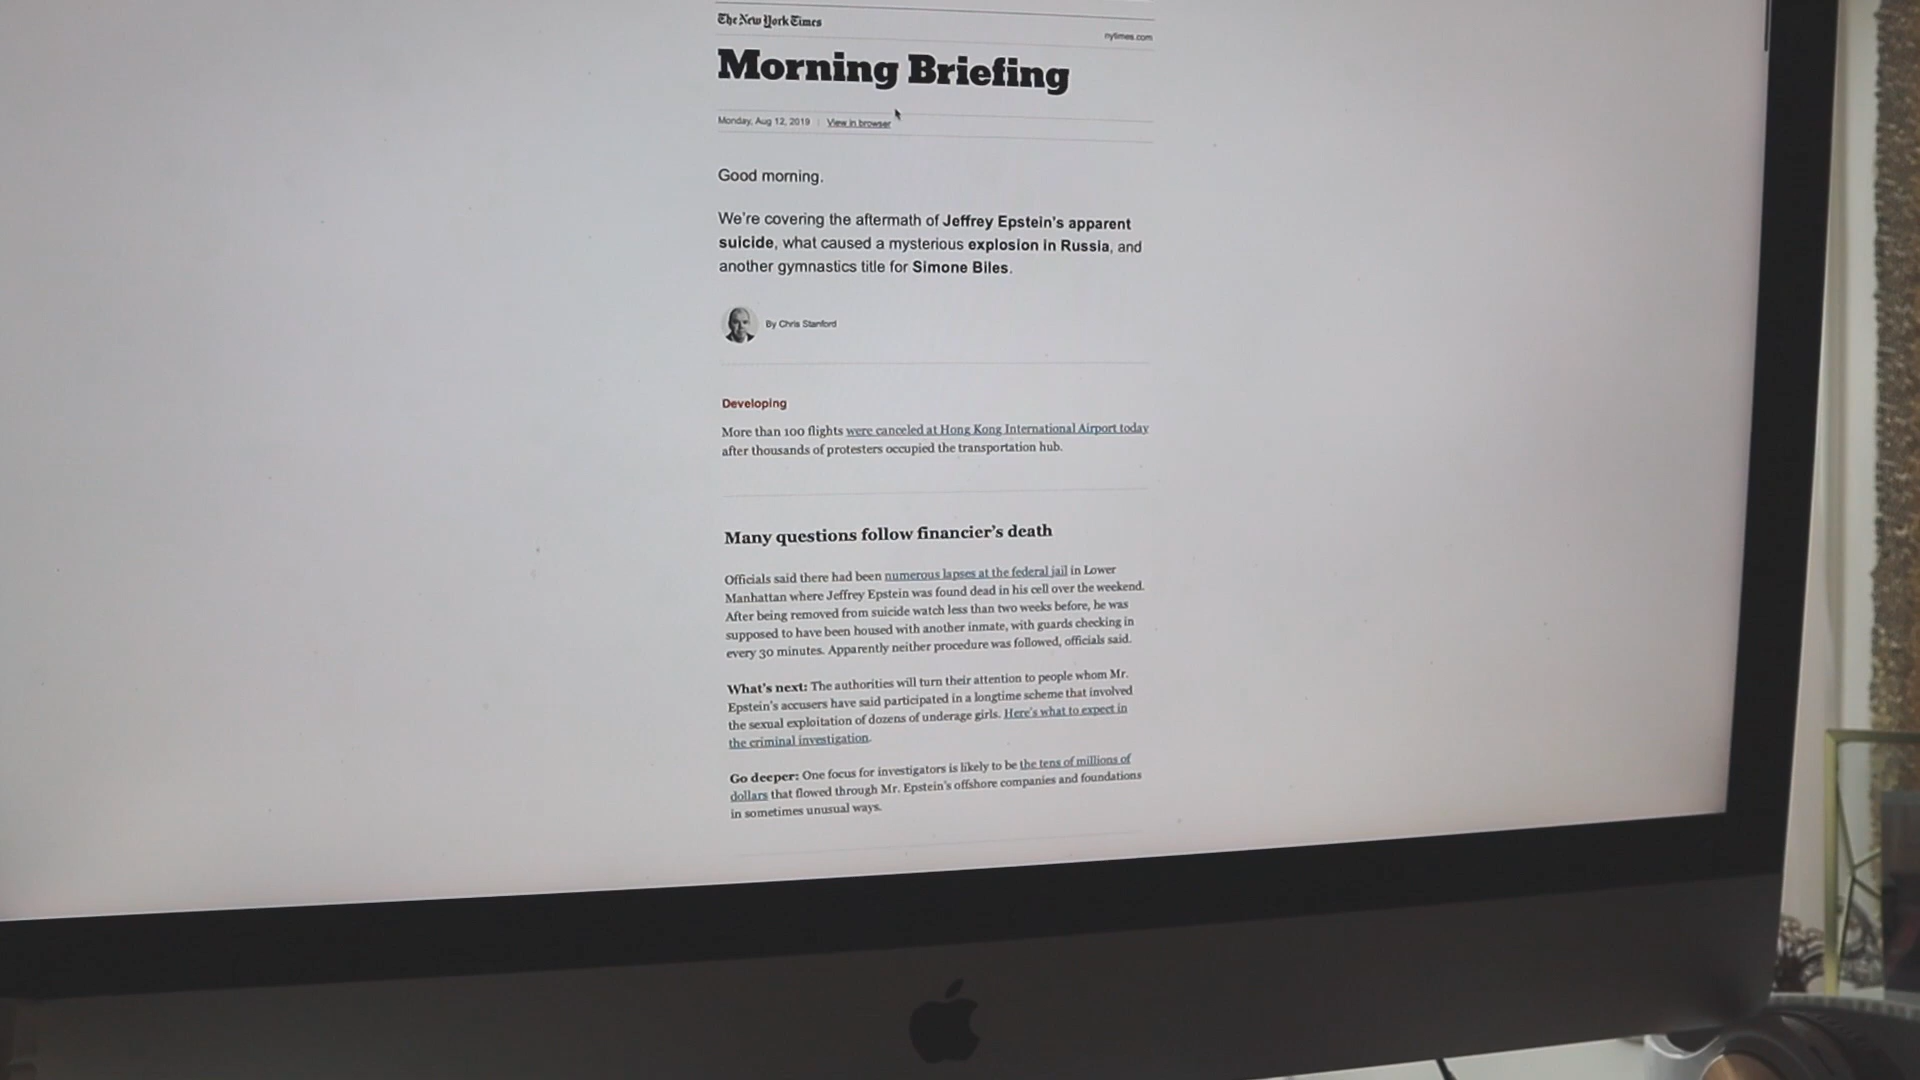 The New York Times
nytimes.com
Morning Briefing
Monday, Aug 12, 2019 | View in browser
Good morning.
We're covering the aftermath of Jeffrey Epstein's apparent
suicide, what caused a mysterious explosion in Russia, and
another gymnastics title for Simone Biles.
By Chris Stanford
Developing
More than 100 flights were canceled at Hong Kong International Airport today
after thousands of protesters occupied the transportation hub.
Many questions follow financier's death
Officials said there had been numerous lapses at the federal jail in Lower
Manhattan where Jeffrey Epstein was found dead in his cell over the weekend.
After being removed from suicide watch less than two weeks before, he was
supposed to have been housed with another inmate, with guards checking in
every 30 minutes. Apparently neither procedure was followed, officials said.
What's next: The authorities will turn their attention to people whom Mr.
Epstein's accusers have said participated in a longtime scheme that involved
the sexual exploitation of dozens of underage girls. Here's what to expect in
the criminal investigation.
Go deeper: One focus for investigators is likely to be the tens of millions of
dollars that flowed through Mr. Epstein's offshore companies and foundations
in sometimes unusual ways.